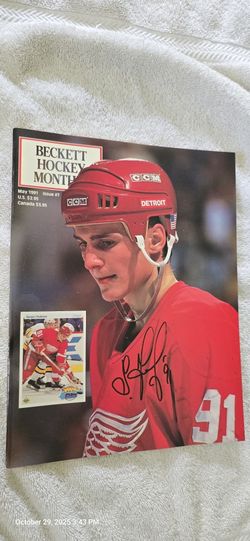 BECKETT
HOCKEY
MONTHLY
May 1991 Issue #7
U.S. $2.95
Canada $3.95
CCM
DETROIT
CCM
91
October 29, 2025 3:43 PM